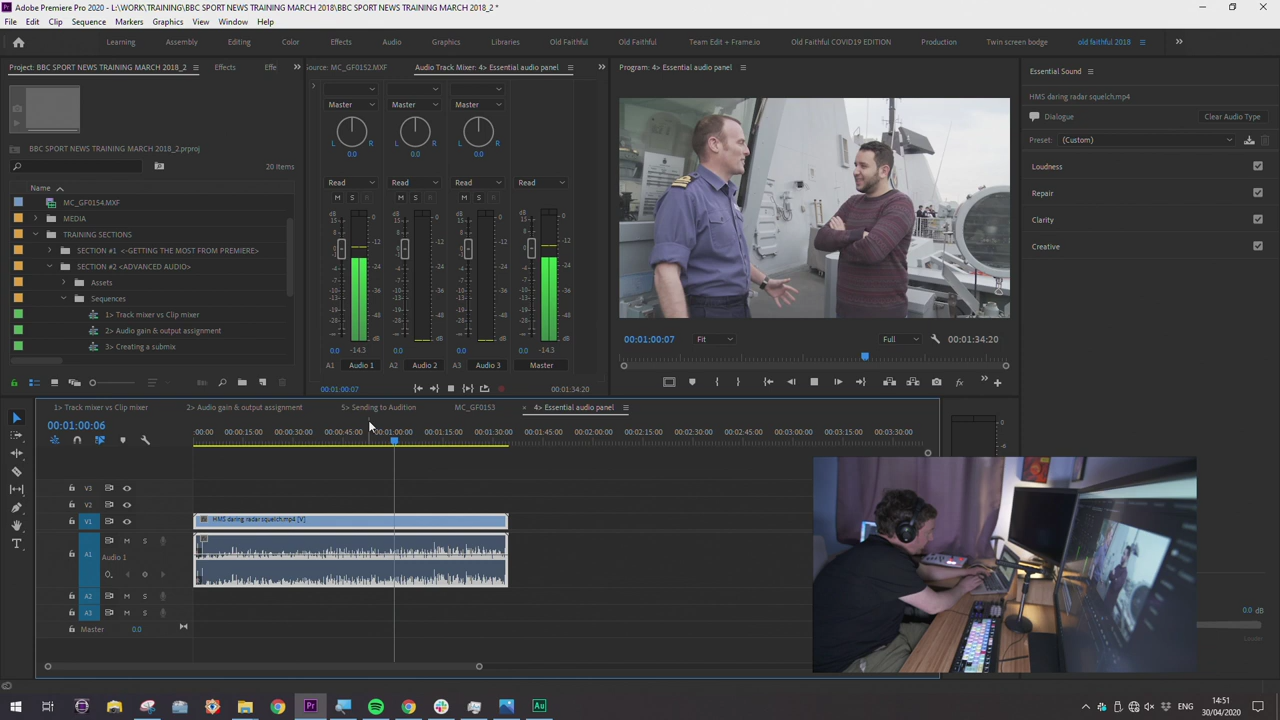 Adobe Premiere Pro 2020 - L:\WORK\TRAINING\BBC SPORT NEWS TRAINING MARCH 2018\BBC SPORT NEWS TRAINING MARCH 2018_2 *
File Edit Clip Sequence Markers Graphics View Window Help
Learning Assembly Editing Color Effects Audio Graphics Libraries Old Faithful Old Faithful Team Edit + Frame.io Old Faithful COVID19 EDITION Production Twin screen bodge old faithful 2018
Project: BBC SPORT NEWS TRAINING MARCH 2018_2 Effects Effe
BBC SPORT NEWS TRAINING MARCH 2018_2.prproj
20 Items
Name
MC_GF0154.MXF
MEDIA
TRAINING SECTIONS
SECTION #1 <-GETTING THE MOST FROM PREMIERE>
SECTION #2 <ADVANCED AUDIO>
Assets
Sequences
1> Track mixer vs Clip mixer
2> Audio gain & output assignment
3> Creating a submix
ource: MC_GF0152.MXF Audio Track Mixer: 4> Essential audio panel
Master Master Master
L R L R L R
0.0 0.0 0.0
Read Read Read Read
M S R M S R M S R
dB dB dB dB
0.0 -14.3 0.0 0.0 0.0 -14.3
A1 Audio 1 A2 Audio 2 A3 Audio 3 Master
00:01:00:07 00:01:34:20
Program: 4> Essential audio panel
00:01:00:07 Fit Full 00:01:34:20
Essential Sound
HMS daring radar squelch.mp4
Dialogue Clear Audio Type
Preset: (Custom)
Loudness
Repair
Clarity
Creative
1> Track mixer vs Clip mixer 2> Audio gain & output assignment 5> Sending to Audition MC_GF0153 × 4> Essential audio panel
00:01:00:06
:00:00 00:00:15:00 00:00:30:00 00:00:45:00 00:01:00:00 00:01:15:00 00:01:30:00 00:01:45:00 00:02:00:00 00:02:15:00 00:02:30:00 00:02:45:00 00:03:00:00 00:03:15:00 00:03:30:00
V3
V2
V1 HMS daring radar squelch.mp4 [V]
M S
A1 Audio 1
A2 M S
A3 M S
Master 0.0
0.0 dB
Pr Au ENG 14:51
30/04/2020